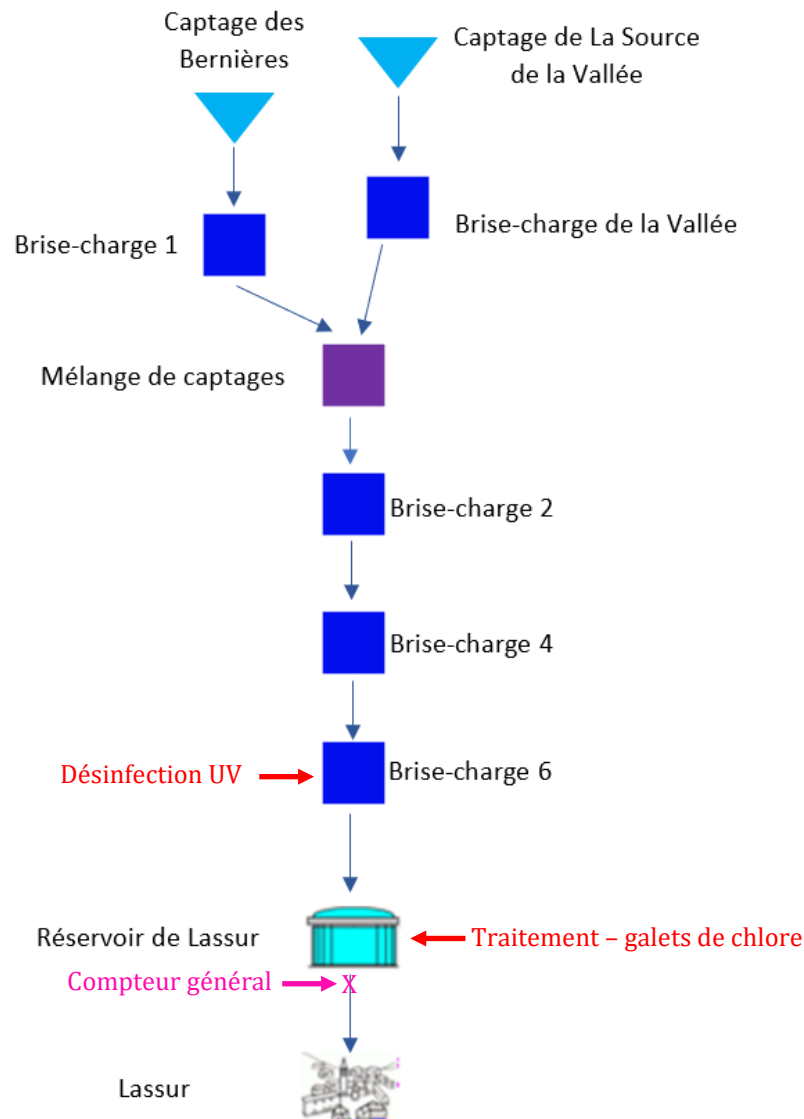 Captage des
Bernières
Captage de La Source
de la Vallée
Brise-charge 1
Brise-charge de la Vallée
Mélange de captages
Brise-charge 2
Brise-charge 4
Désinfection UV
Brise-charge 6
Réservoir de Lassur
Traitement – galets de chlore
Compteur général
X
Lassur